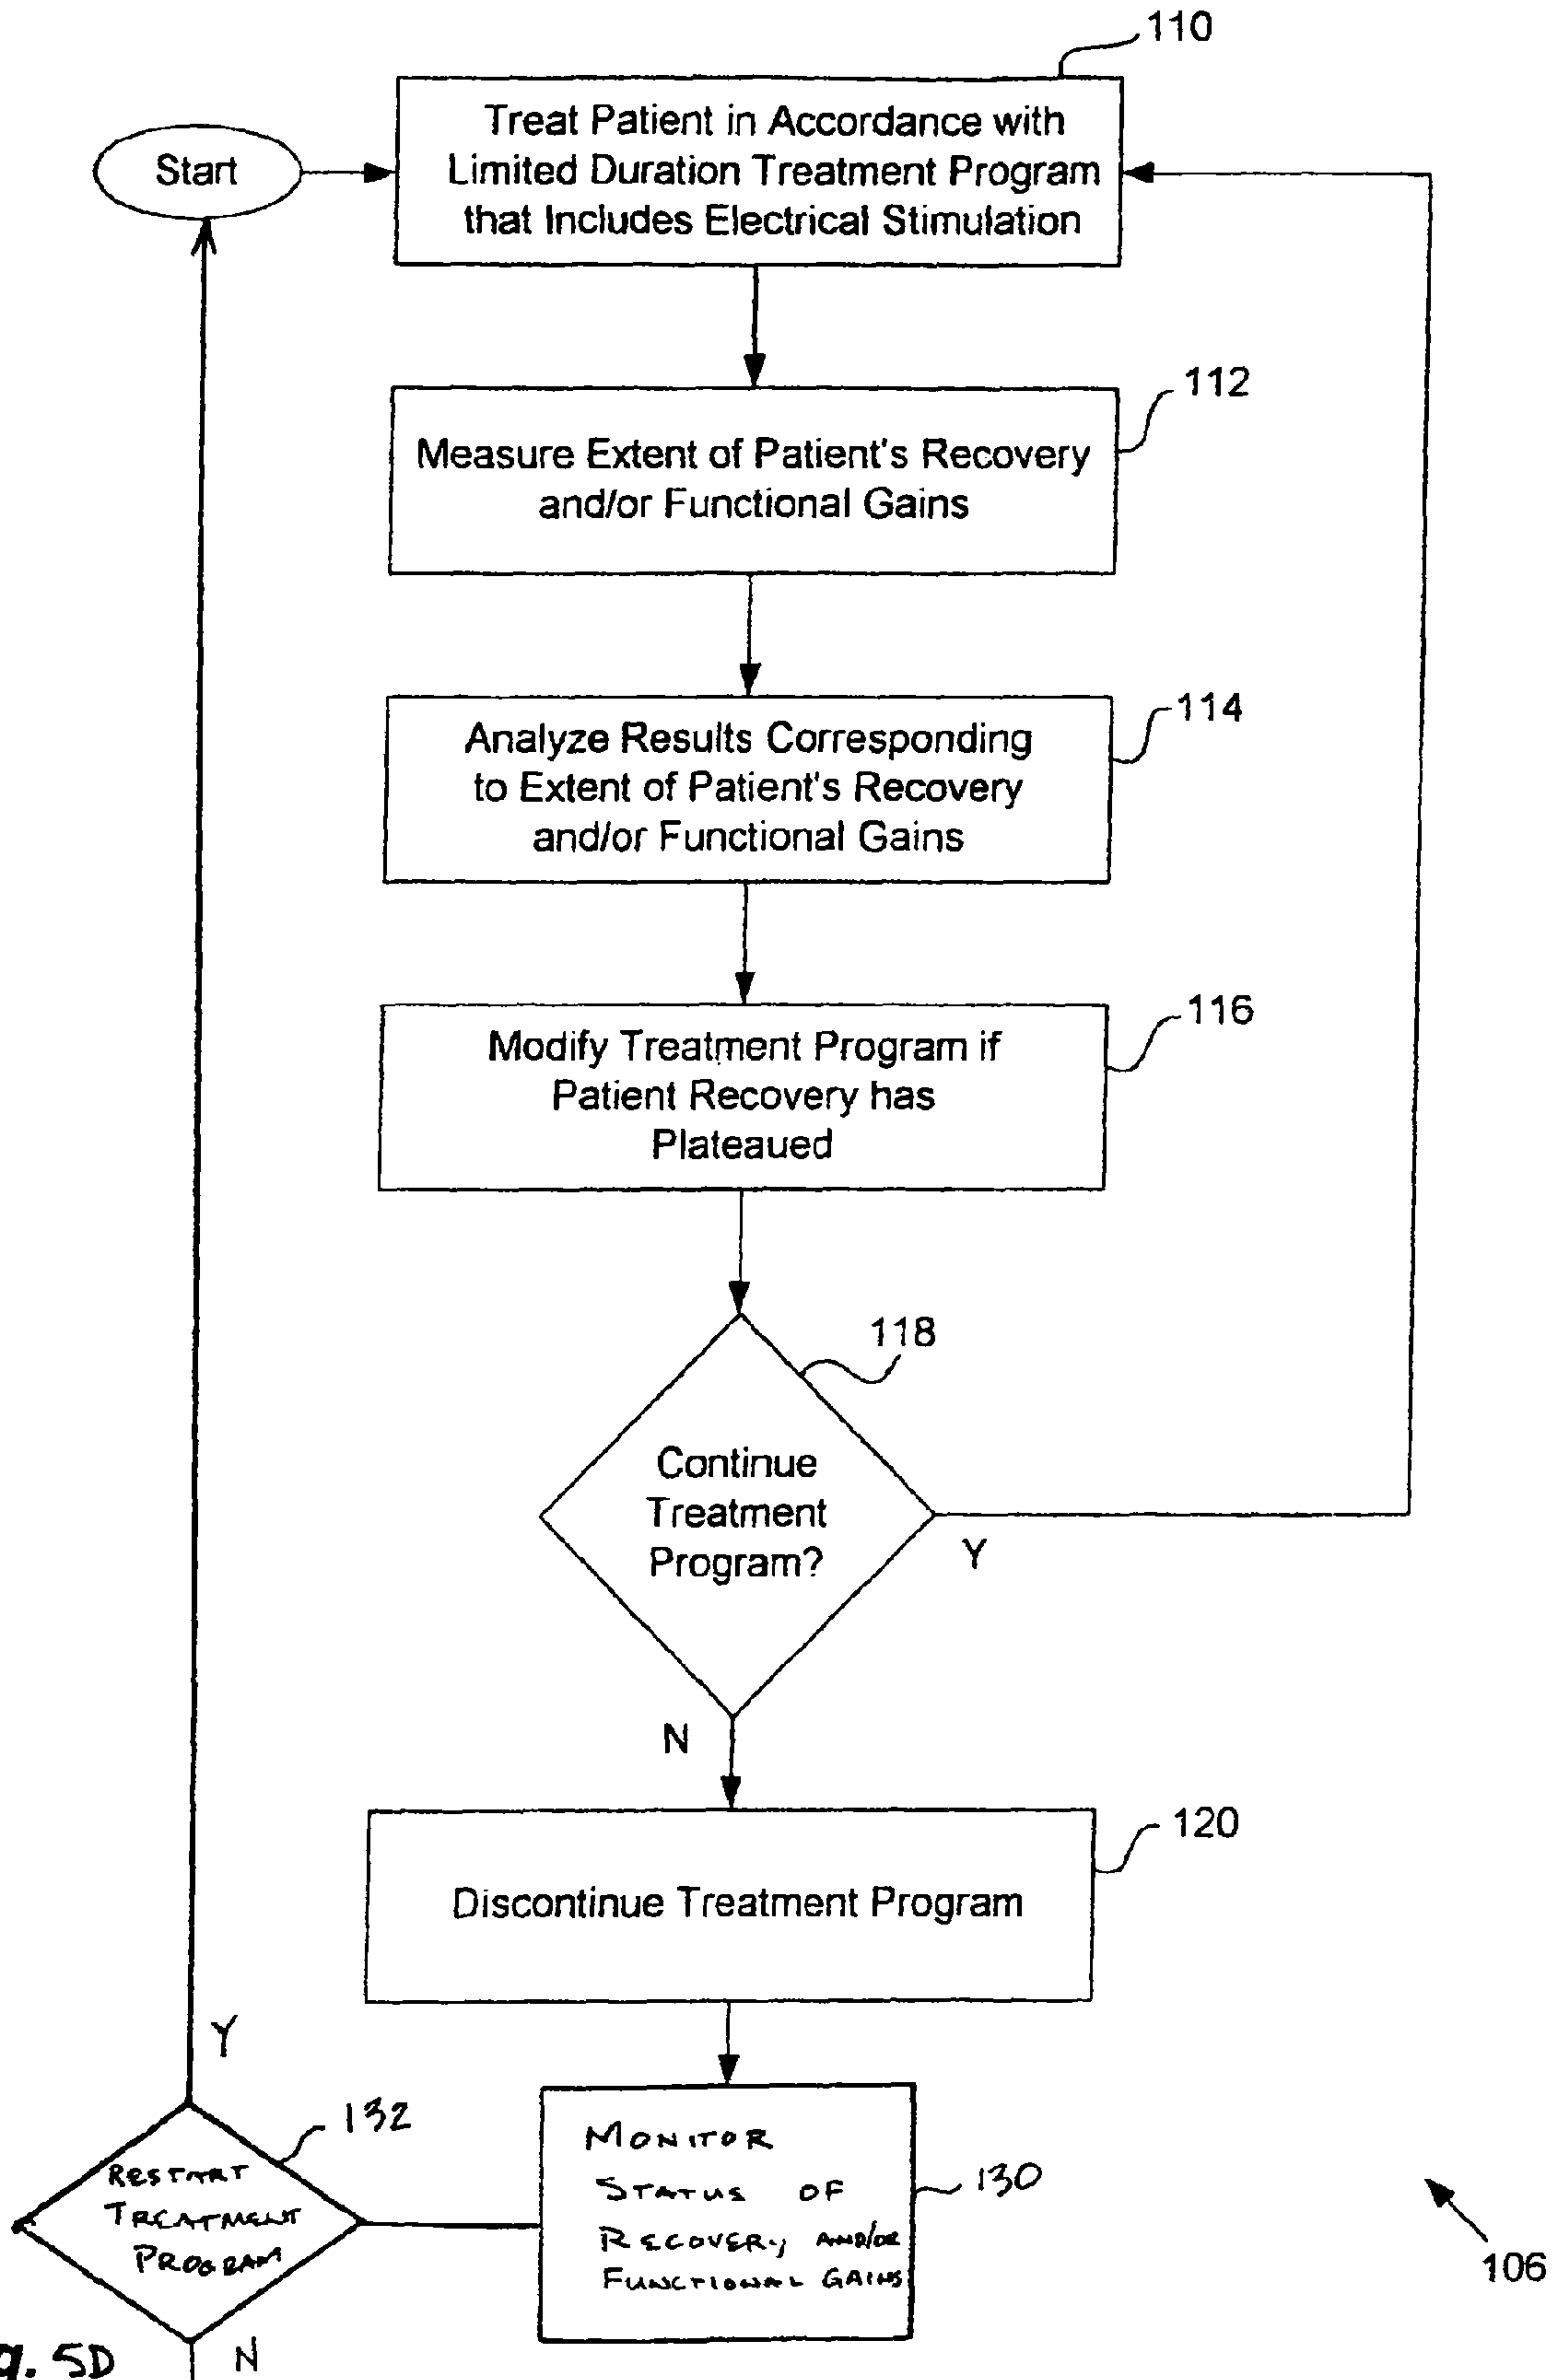 110
Start
Treat Patient in Accordance with
Limited Duration Treatment Program
that Includes Electrical Stimulation
112
Measure Extent of Patient's Recovery
and/or Functional Gains
114
Analyze Results Corresponding
to Extent of Patient's Recovery
and/or Functional Gains
116
Modify Treatment Program if
Patient Recovery has
Plateaued
118
Continue
Treatment
Program?
Y
N
120
Discontinue Treatment Program
Y
132
RESTART
TREATMENT
PROGRAM
MONITOR
STATUS OF
RECOVERY AND/OR
FUNCTIONAL GAINS
130
106
N
g. 5D